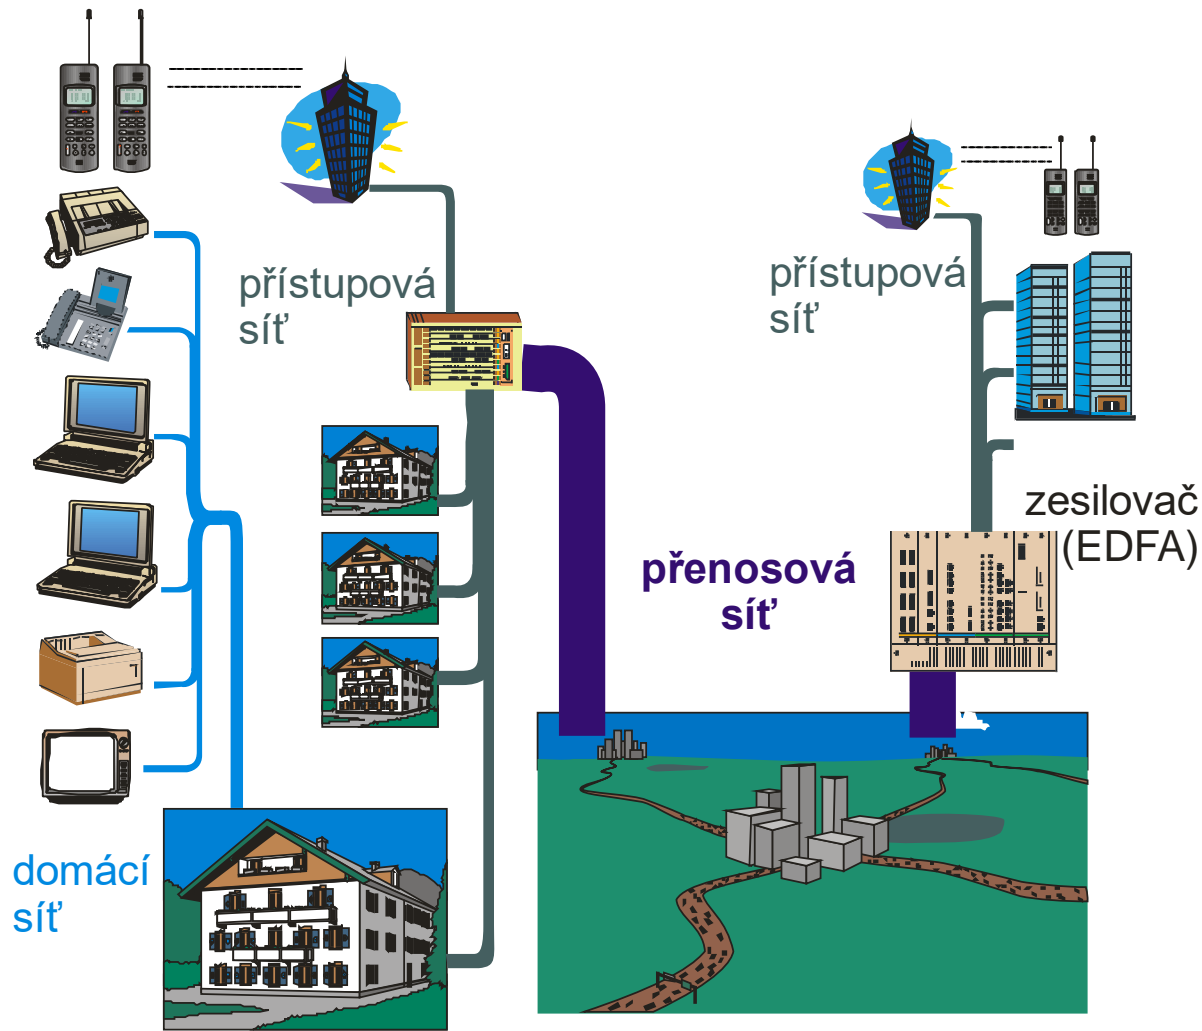 přístupová
síť
přístupová
síť
zesilovač
(EDFA)
přenosová
síť
domácí
síť